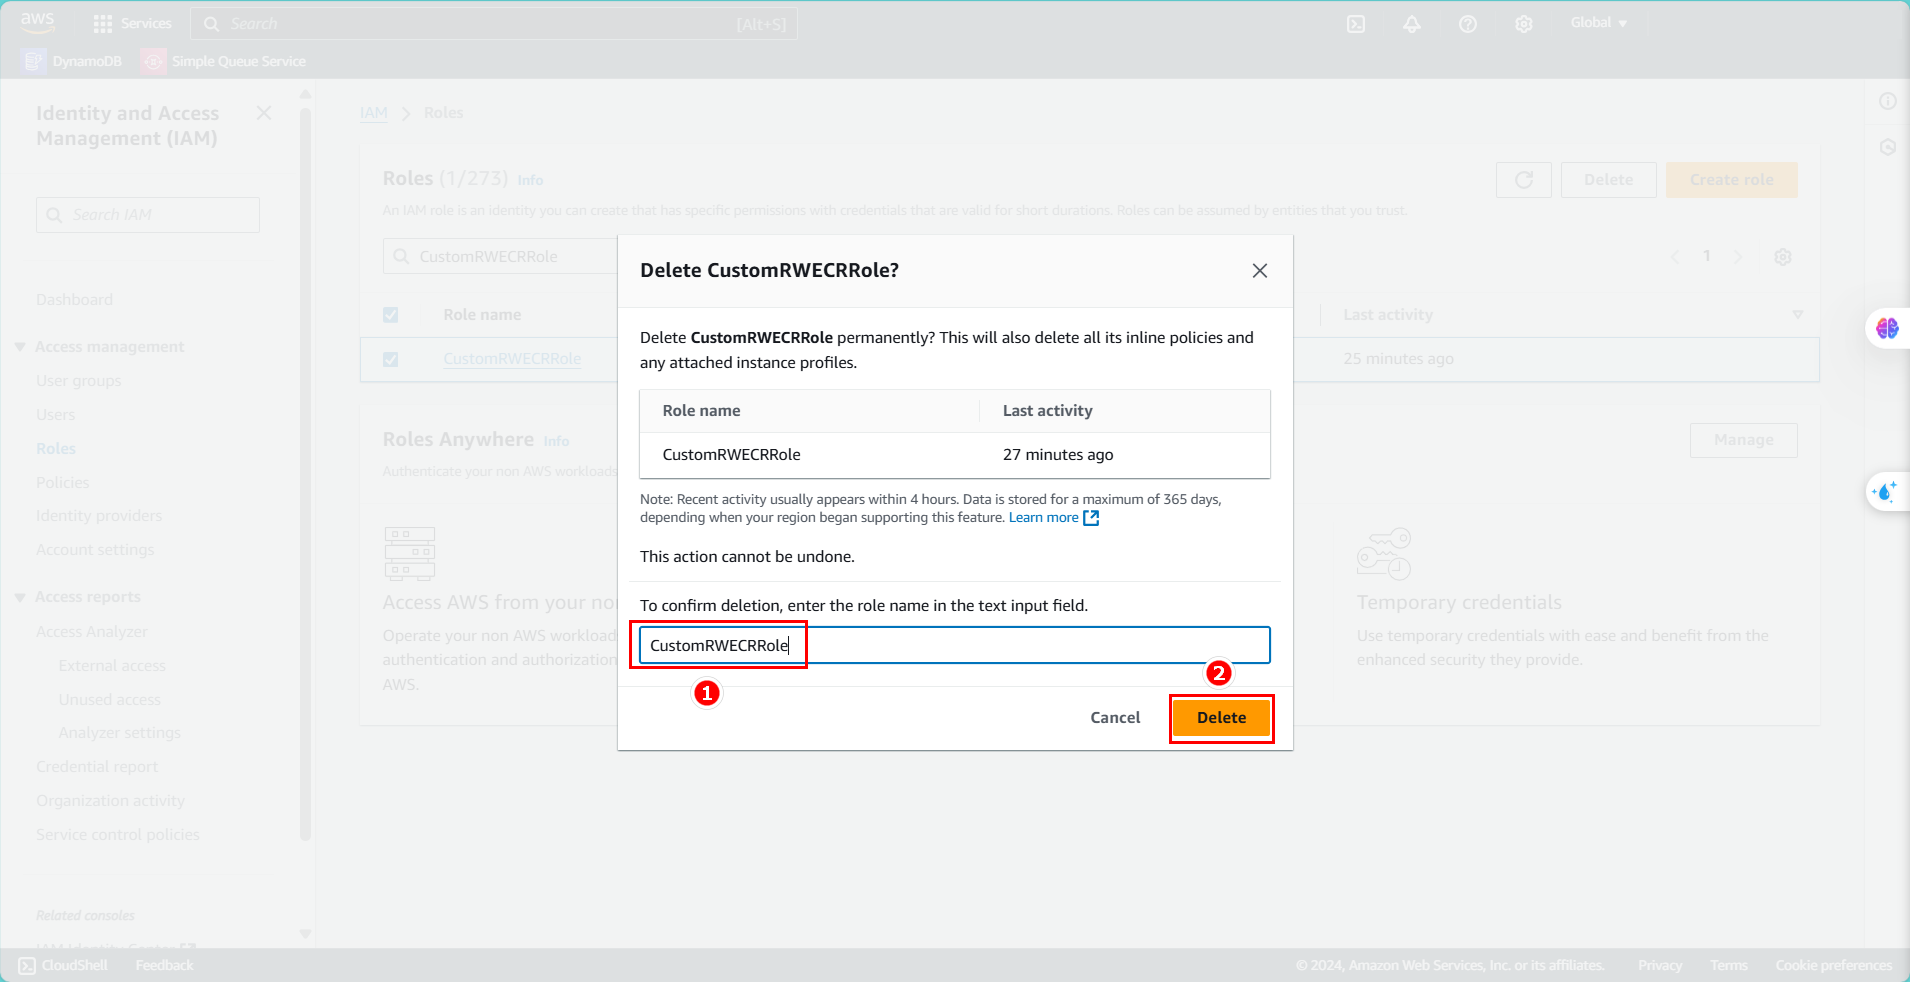 aws
Services
Search
[Alt+S]
Global
DynamoDB
Simple Queue Service
Identity and Access
Management (IAM)
Search IAM
Dashboard
Access management
User groups
Users
Roles
Policies
Identity providers
Account settings
Access reports
Access Analyzer
External access
Unused access
Analyzer settings
Credential report
Organization activity
Service control policies
Related consoles
IAM Identity Center
IAM
Roles
Roles (1/273) Info
Delete
Create role
An IAM role is an identity you can create that has specific permissions with credentials that are valid for short durations. Roles can be assumed by entities that you trust.
CustomRWECRRole
1
Role name
Last activity
CustomRWECRRole
25 minutes ago
Roles Anywhere Info
Manage
Authenticate your non AWS workloads
Access AWS from your no
Operate your non AWS workload
authentication and authorization
AWS.
Temporary credentials
Use temporary credentials with ease and benefit from the
enhanced security they provide.
Delete CustomRWECRRole?
Delete CustomRWECRRole permanently? This will also delete all its inline policies and
any attached instance profiles.
Role name
Last activity
CustomRWECRRole
27 minutes ago
Note: Recent activity usually appears within 4 hours. Data is stored for a maximum of 365 days,
depending when your region began supporting this feature. Learn more
This action cannot be undone.
To confirm deletion, enter the role name in the text input field.
CustomRWECRRole
1
2
Cancel
Delete
CloudShell
Feedback
© 2024, Amazon Web Services, Inc. or its affiliates.
Privacy
Terms
Cookie preferences